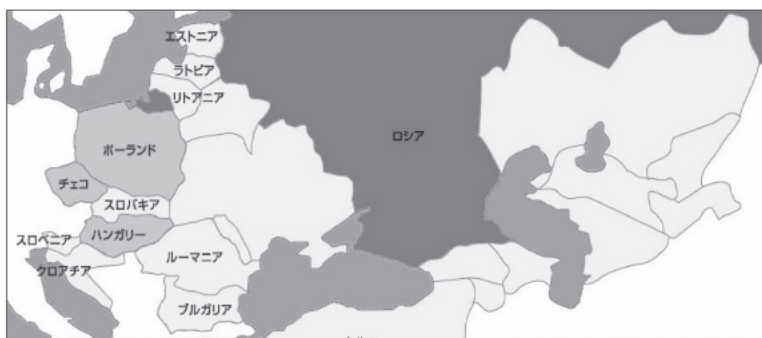 エストニア
ラトビア
リトアニア
ロシア
ポーランド
チェコ
スロバキア
スロベニア
ハンガリー
ルーマニア
クロアチア
ブルガリア